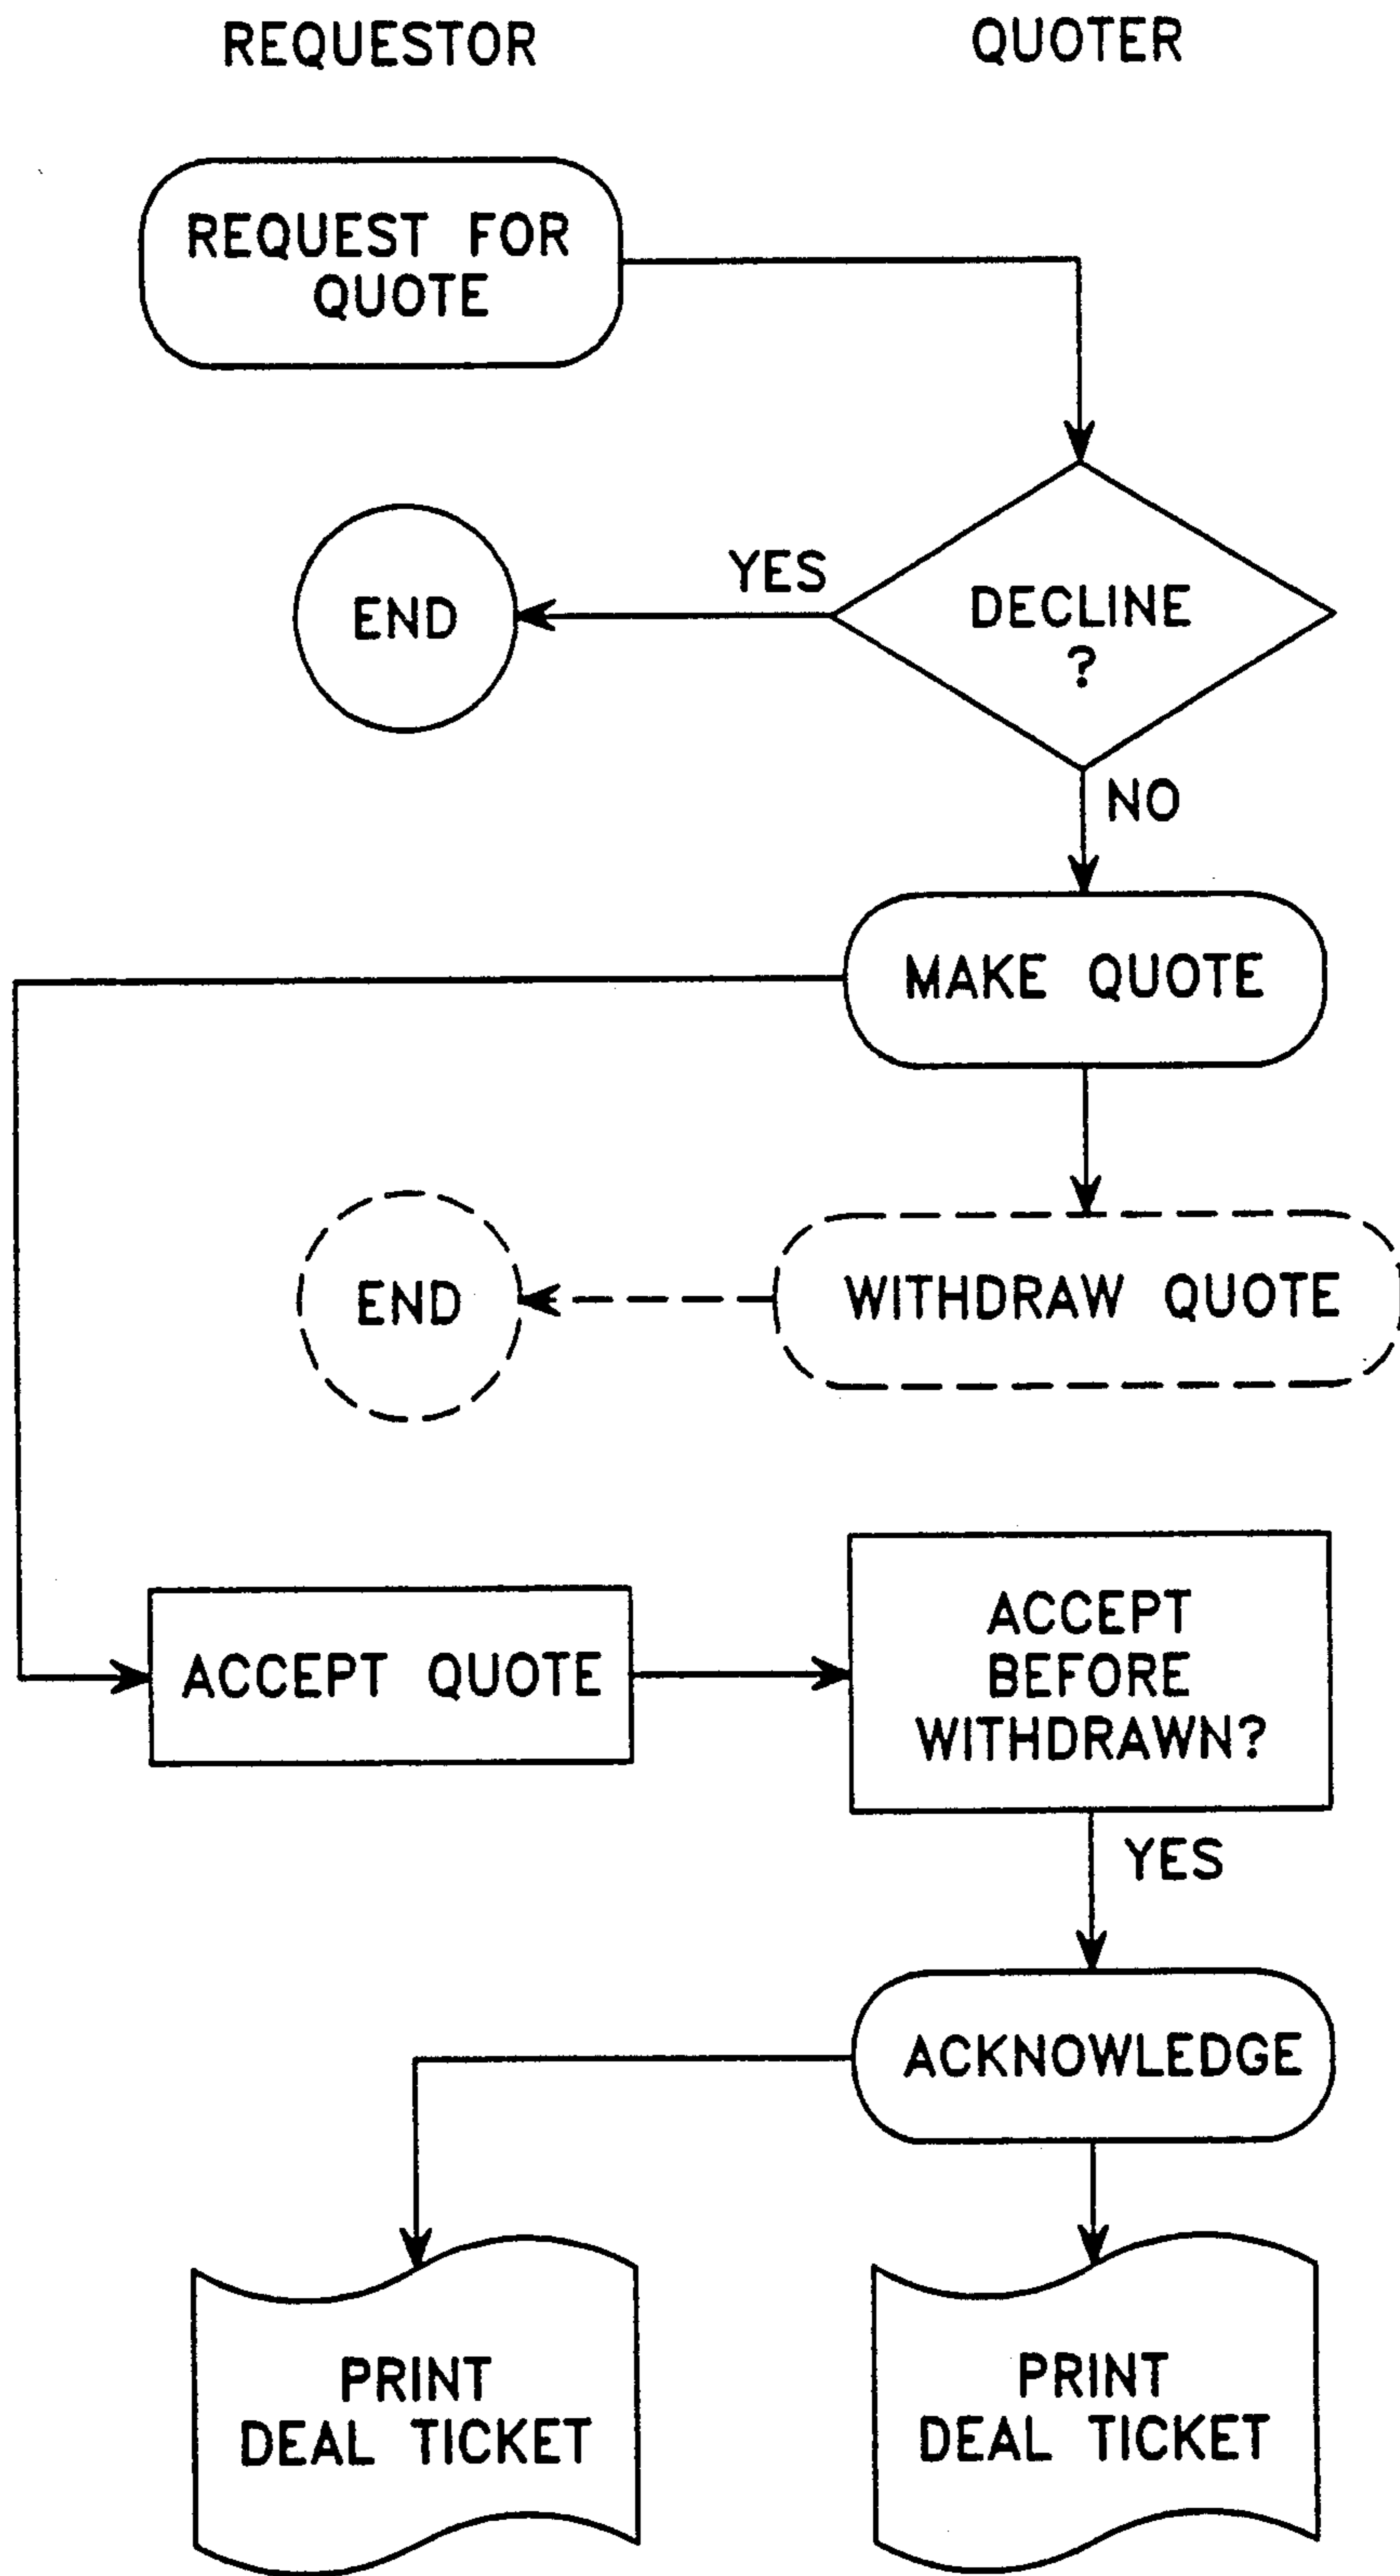 REQUESTOR
QUOTER
REQUEST FOR
QUOTE
END
YES
DECLINE
?
NO
MAKE QUOTE
END
WITHDRAW QUOTE
ACCEPT QUOTE
ACCEPT
BEFORE
WITHDRAWN?
YES
ACKNOWLEDGE
PRINT
DEAL TICKET
PRINT
DEAL TICKET